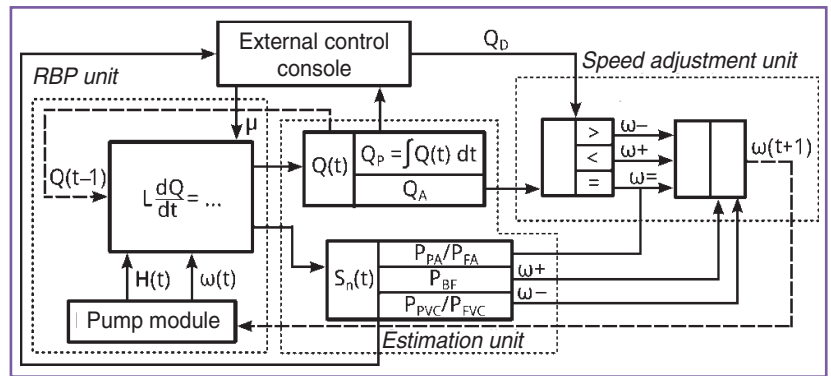 External control
console
Q_D
RBP unit
Speed adjustment unit
μ
Q(t–1)
L dQ/dt = ...
Q(t)
Q_P = ∫Q(t) dt
Q_A
>
<
=
ω–
ω+
ω=
ω(t+1)
S_n(t)
P_PA/P_FA
P_BF
P_PVC/P_FVC
ω+
ω–
H(t)
ω(t)
Pump module
Estimation unit